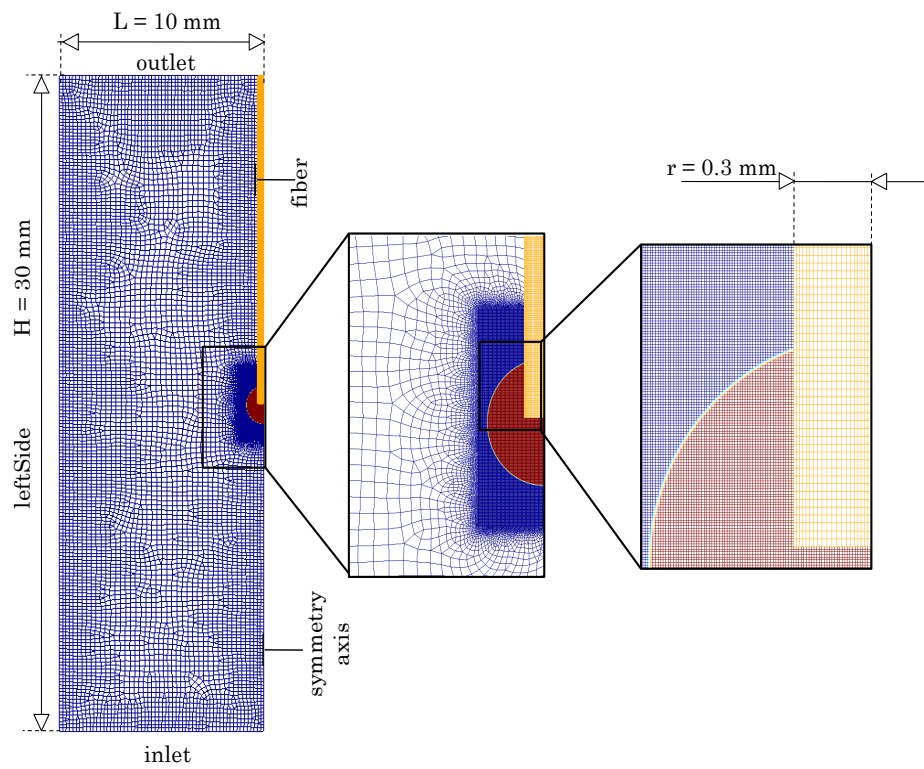 L = 10 mm
outlet
fiber
r = 0.3 mm
H = 30 mm
leftSide
symmetry
axis
inlet